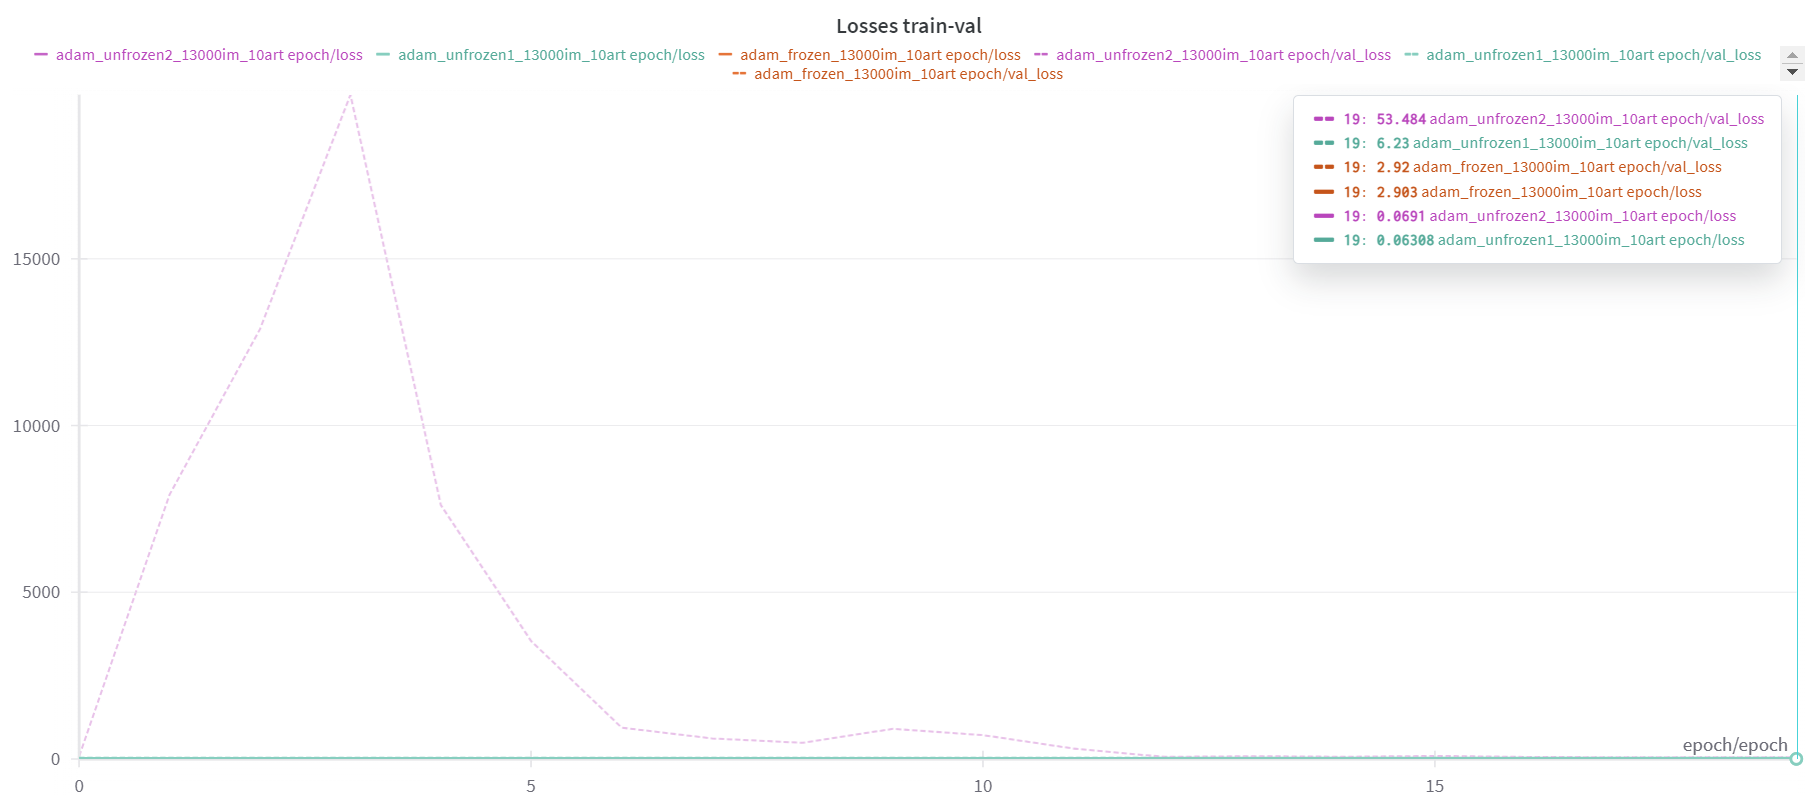 Losses train-val
adam_unfrozen2_13000im_10art epoch/loss adam_unfrozen1_13000im_10art epoch/loss adam_frozen_13000im_10art epoch/loss adam_unfrozen2_13000im_10art epoch/val_loss adam_unfrozen1_13000im_10art epoch/val_loss
adam_frozen_13000im_10art epoch/val_loss
19: 53.484 adam_unfrozen2_13000im_10art epoch/val_loss
19: 6.23 adam_unfrozen1_13000im_10art epoch/val_loss
19: 2.92 adam_frozen_13000im_10art epoch/val_loss
19: 2.903 adam_frozen_13000im_10art epoch/loss
19: 0.0691 adam_unfrozen2_13000im_10art epoch/loss
19: 0.06308 adam_unfrozen1_13000im_10art epoch/loss
15000
10000
5000
0
epoch/epoch
0 5 10 15